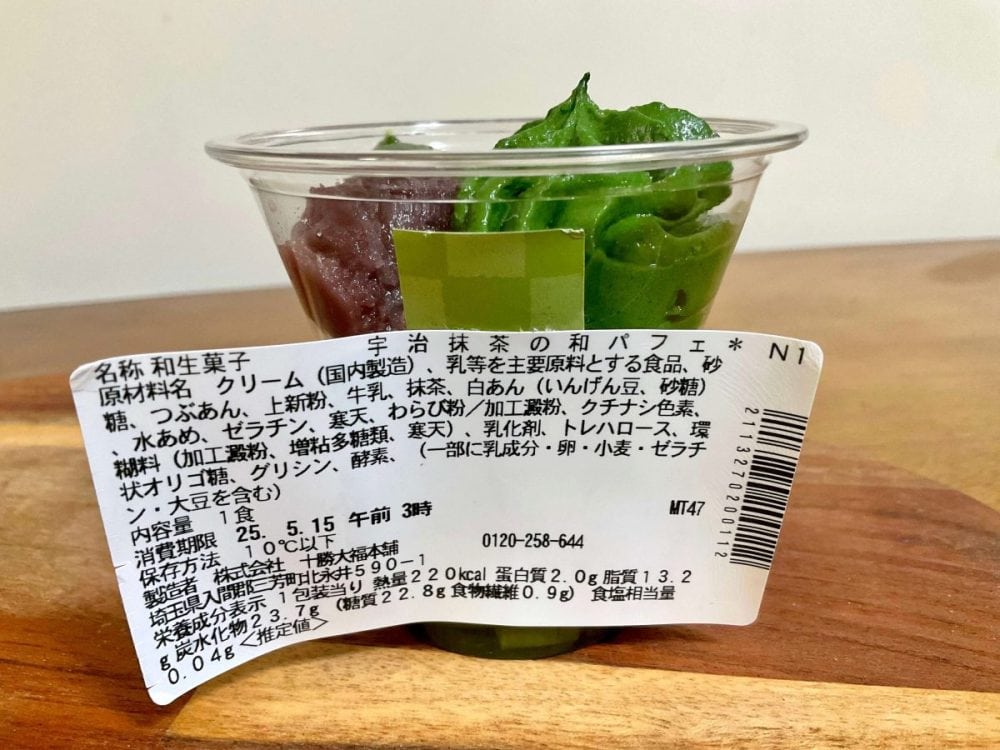 宇治抹茶の和パフェ* N1
名称 和生菓子
原材料名 クリーム(国内製造)、乳等を主要原料とする食品、砂
糖、つぶあん、上新粉、牛乳、抹茶、白あん(いんげん豆、砂糖)
、水あめ、ゼラチン、寒天、わらび粉/加工澱粉、クチナシ色素、
糊料(加工澱粉、増粘多糖類、寒天)、乳化剤、トレハロース、環
状オリゴ糖、グリシン、酵素、(一部に乳成分・卵・小麦・ゼラチ
ン・大豆を含む)
内容量 1食 MT47
消費期限 25. 5.15 午前 3時
保存方法 10℃以下 0120-258-644
製造者 株式会社 十勝大福本舗
埼玉県入間郡三芳町北永井590-1
栄養成分表示 1包装当り 熱量220kcal 蛋白質2.0g 脂質13.2
g 炭水化物23.7g (糖質22.8g 食物繊維0.9g) 食塩相当量
0.04g <推定値>
2113270200112